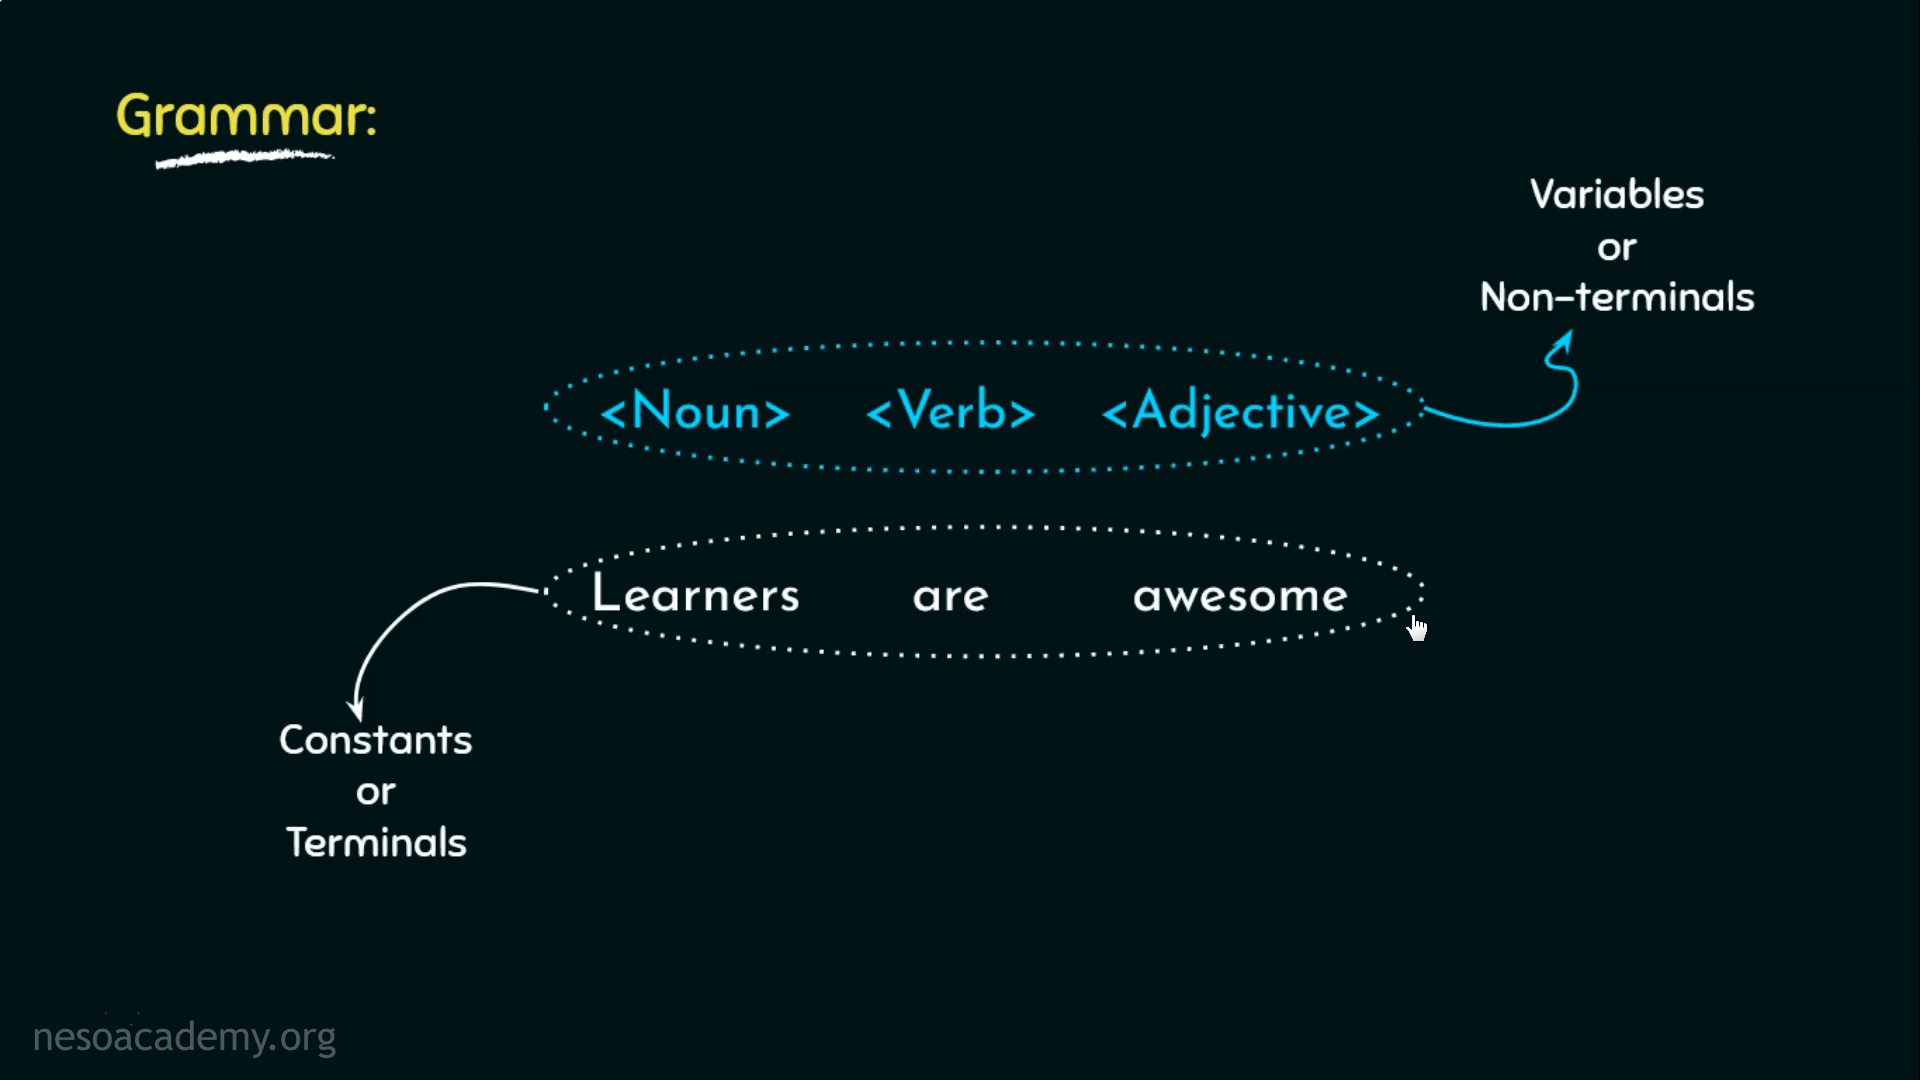 Grammar:
Variables
or
Non-terminals
<Noun> <Verb> <Adjective>
Learners are awesome
Constants
or
Terminals
nesoacademy.org